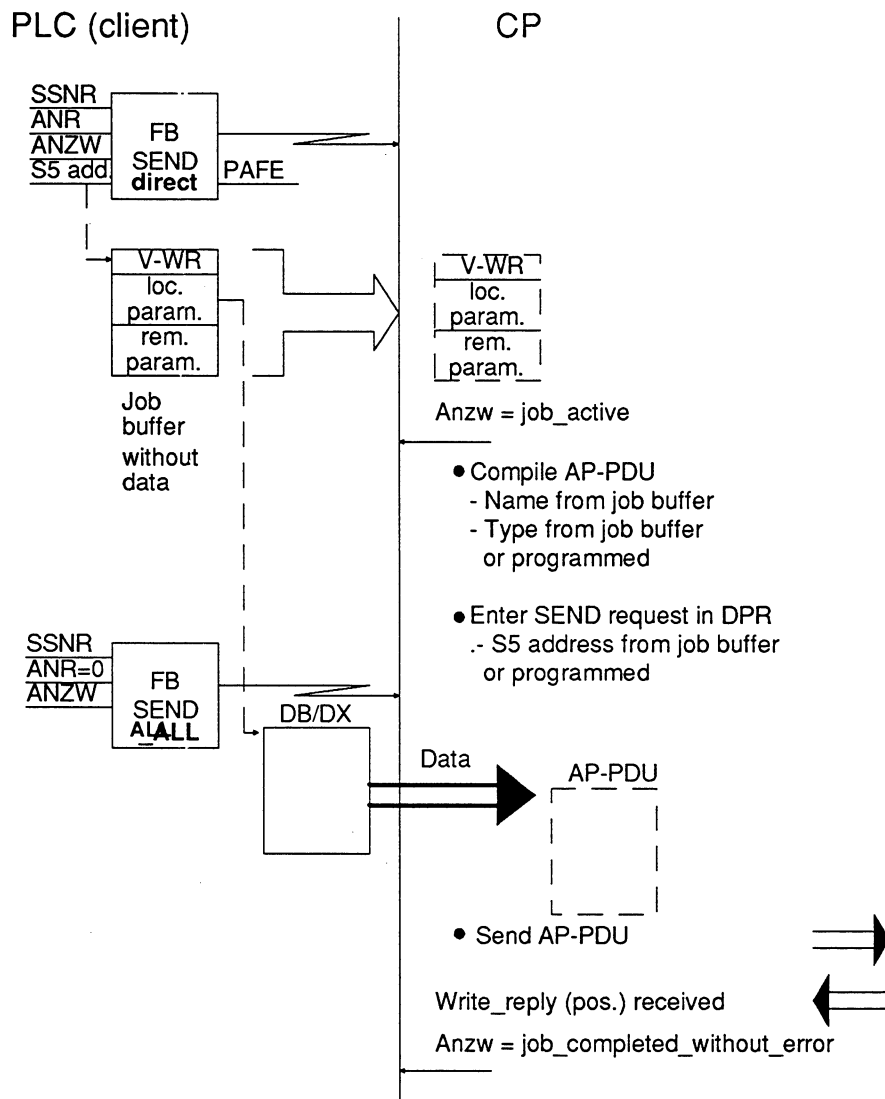 PLC (client)
CP
SSNR
ANR
ANZW
S5 add.
FB
SEND
direct
PAFE
V-WR
loc.
param.
rem.
param.
Job
buffer
without
data
V-WR
loc.
param.
rem.
param.
Anzw = job_active
● Compile AP-PDU
- Name from job buffer
- Type from job buffer
or programmed
● Enter SEND request in DPR
.- S5 address from job buffer
or programmed
SSNR
ANR=0
ANZW
FB
SEND
ALL
DB/DX
Data
AP-PDU
● Send AP-PDU
Write_reply (pos.) received
Anzw = job_completed_without_error